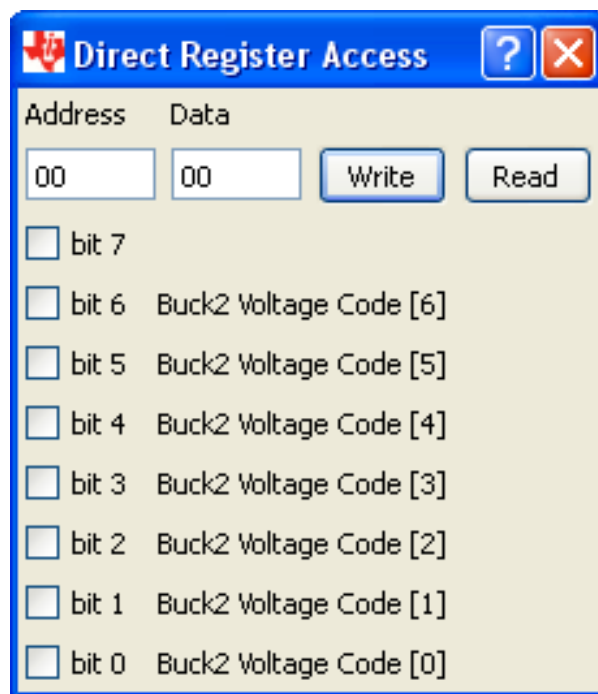 Direct Register Access ?
Address Data
00 00 Write Read
bit 7
bit 6 Buck2 Voltage Code [6]
bit 5 Buck2 Voltage Code [5]
bit 4 Buck2 Voltage Code [4]
bit 3 Buck2 Voltage Code [3]
bit 2 Buck2 Voltage Code [2]
bit 1 Buck2 Voltage Code [1]
bit 0 Buck2 Voltage Code [0]